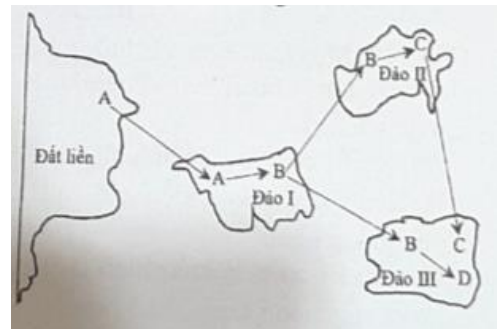 A
Đất liền
A B
Đảo I
B C
Đảo II
B C
Đảo III D